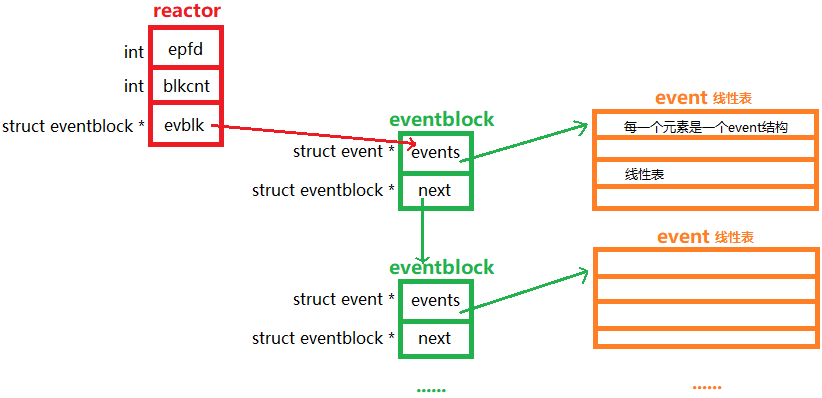 reactor
int epfd
int blkcnt
struct eventblock * evblk
eventblock
struct event * events
struct eventblock * next
event 线性表
每一个元素是一个event结构
线性表
eventblock
struct event * events
struct eventblock * next
......
event 线性表
......